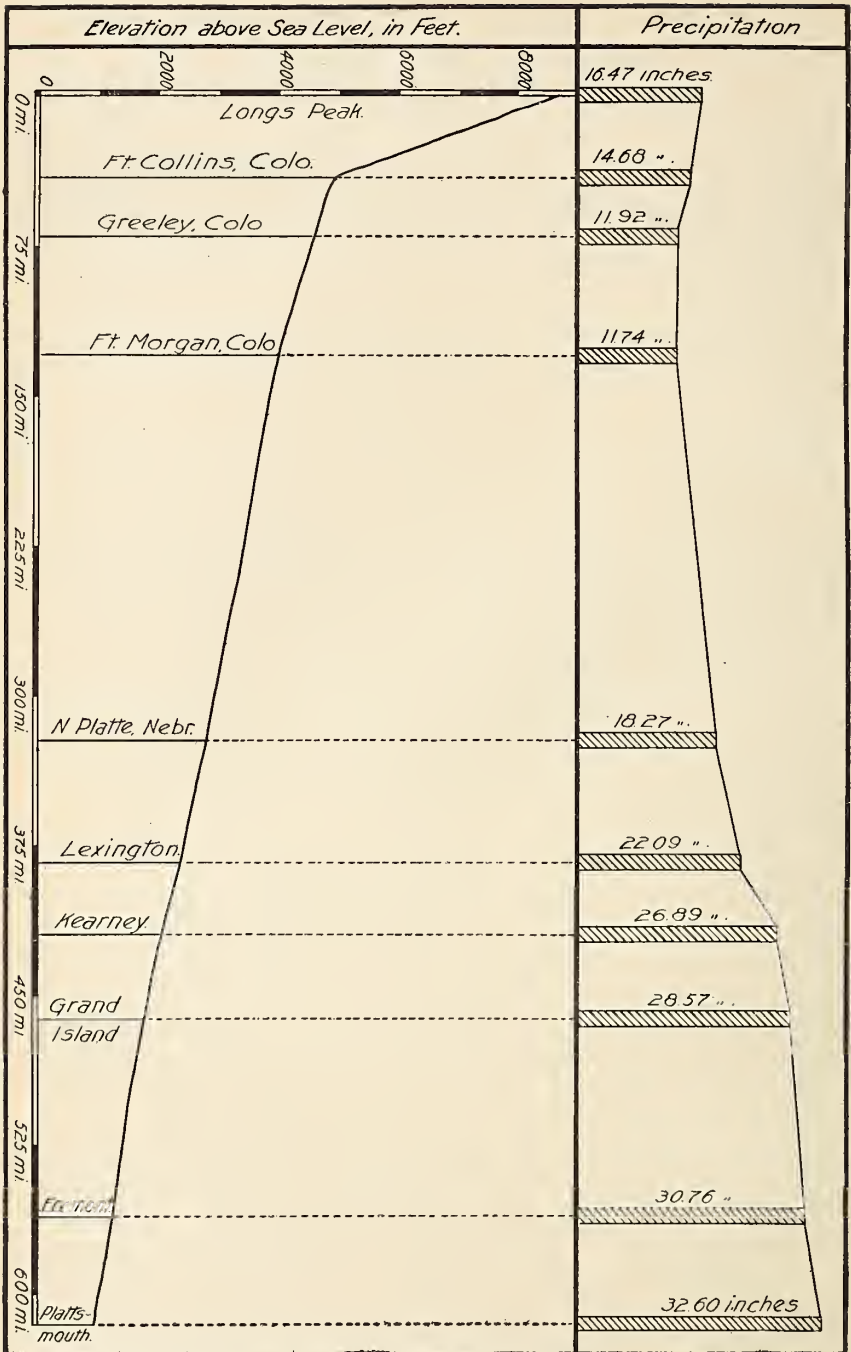 Elevation above Sea Level, in Feet.
Precipitation
0
2000
4000
6000
8000
16.47 inches.
0 mi.
Longs Peak.
Ft. Collins, Colo.
14.68 ".
Greeley, Colo
11.92 ".
75 mi.
Ft. Morgan, Colo
11.74 ".
150 mi
225 mi.
300 mi.
N Platte, Nebr.
18.27 ".
375 mi.
Lexington.
22.09 ".
Kearney.
26.89 ".
450 mi
Grand
Island
28.57 ".
525 mi.
Fremont
30.76 "
600 mi.
Platts-
mouth.
32.60 inches